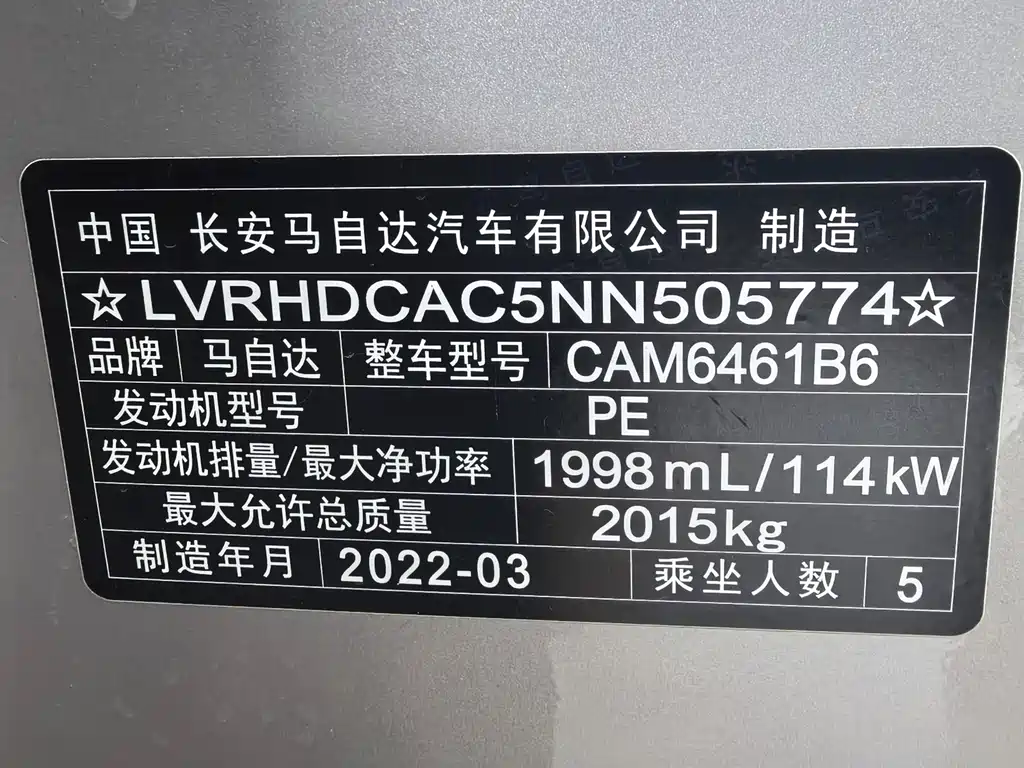 中国 长安马自达汽车有限公司 制造
☆LVRHDCAC5NN505774☆
品牌 马自达 整车型号 CAM6461B6
发动机型号 PE
发动机排量/最大净功率 1998mL/114kW
最大允许总质量 2015kg
制造年月 2022-03 乘坐人数 5